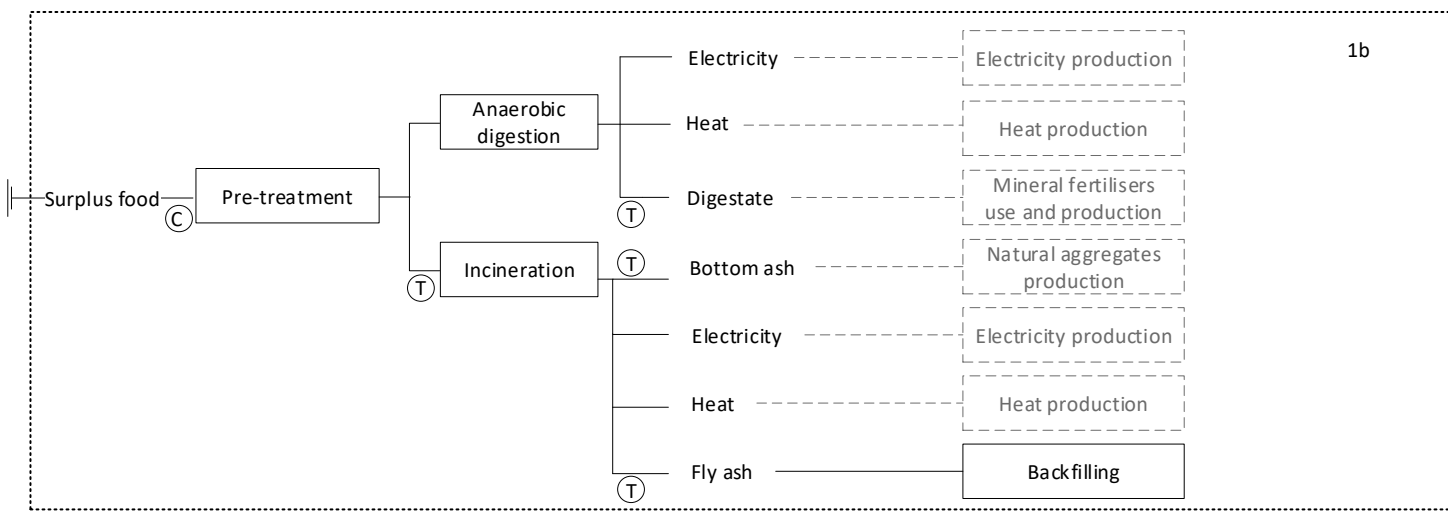 1b
Electricity
Electricity production
Anaerobic
digestion
Heat
Heat production
Surplus food
C
Pre-treatment
T
Digestate
Mineral fertilisers
use and production
T
Incineration
T
Bottom ash
Natural aggregates
production
Electricity
Electricity production
Heat
Heat production
T
Fly ash
Backfilling